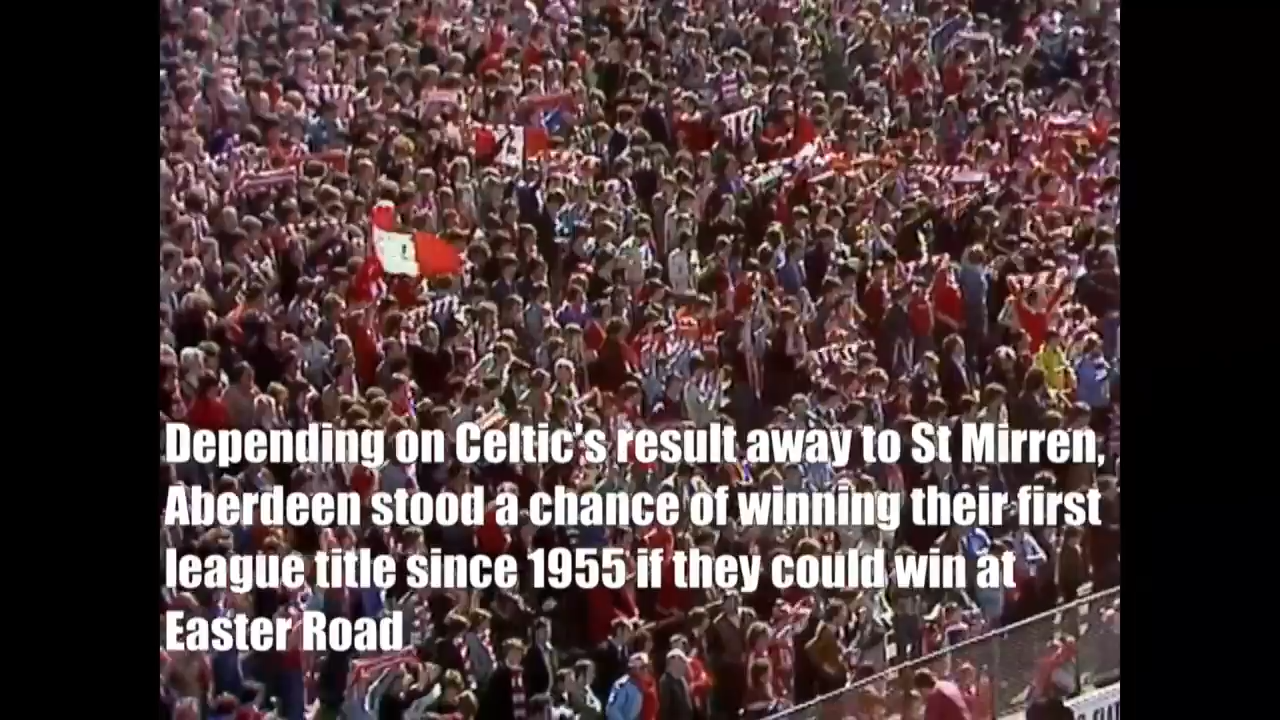 Depending on Celtic's result away to St Mirren,
Aberdeen stood a chance of winning their first
league title since 1955 if they could win at
Easter Road